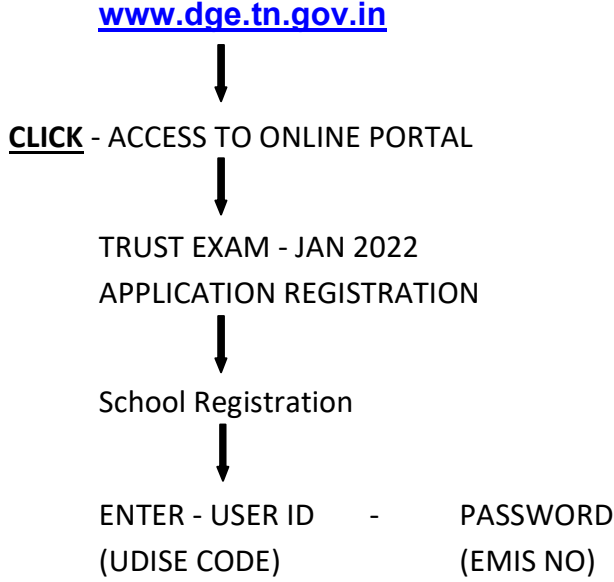 www.dge.tn.gov.in
CLICK - ACCESS TO ONLINE PORTAL
TRUST EXAM - JAN 2022
APPLICATION REGISTRATION
School Registration
ENTER - USER ID - PASSWORD
(UDISE CODE) (EMIS NO)